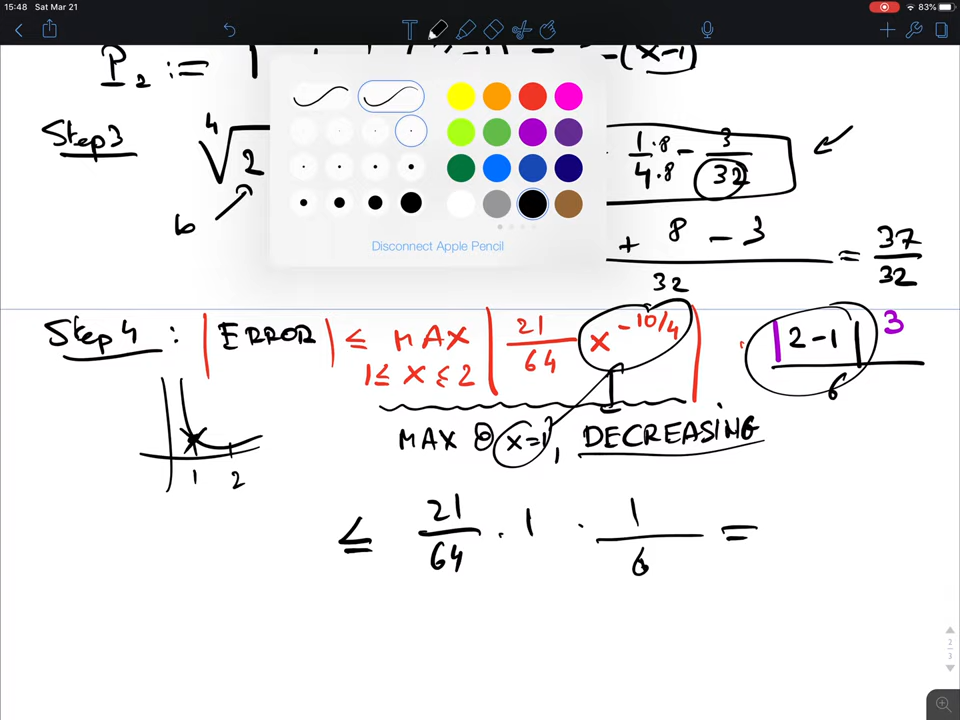 15:48 Sat Mar 21
83%
P₂ := (x-1)
Step3 ⁴√2 1·8/4·8 - 3/32
b
+ 8 - 3 / 32 = 37/32
Disconnect Apple Pencil
Step 4 : | ERROR | ≤ MAX | 21/64 x^(-10/4) | · |2-1|³/6
1 ≤ x ≤ 2
MAX @ x=1, DECREASING
1 2
≤ 21/64 · 1 · 1/6 =
2
3